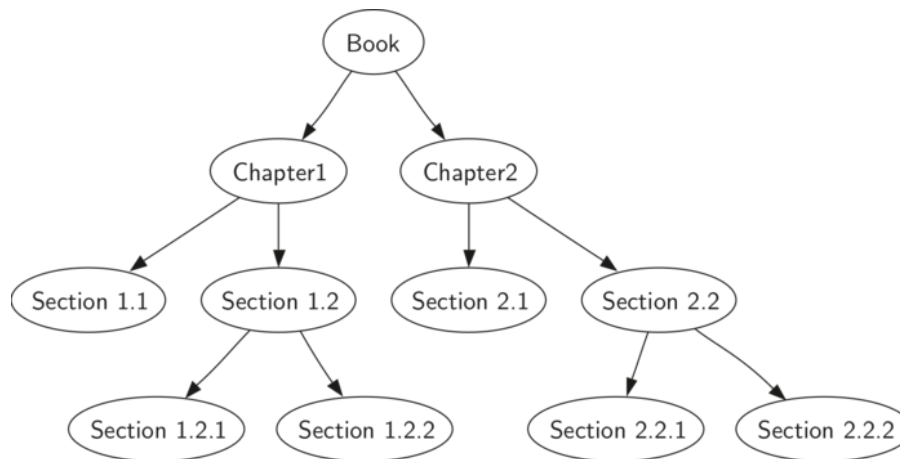 Book
Chapter1
Chapter2
Section 1.1
Section 1.2
Section 2.1
Section 2.2
Section 1.2.1
Section 1.2.2
Section 2.2.1
Section 2.2.2